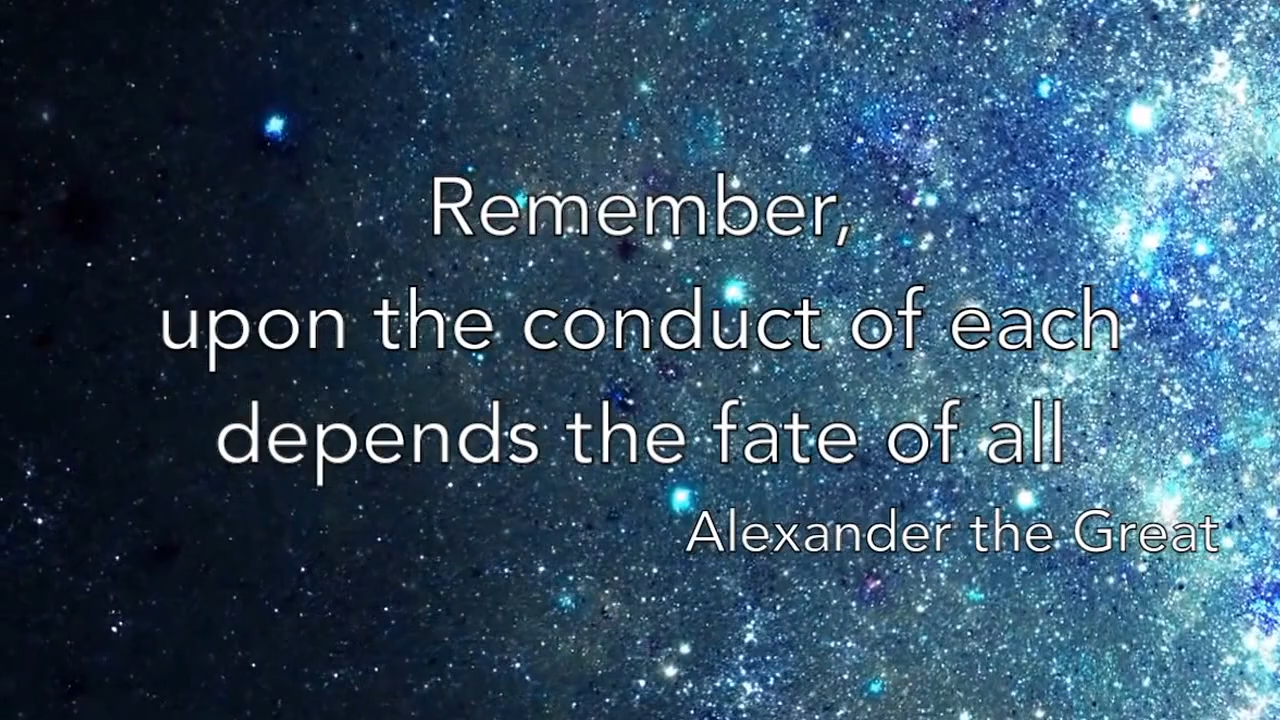 Remember,
upon the conduct of each
depends the fate of all
Alexander the Great